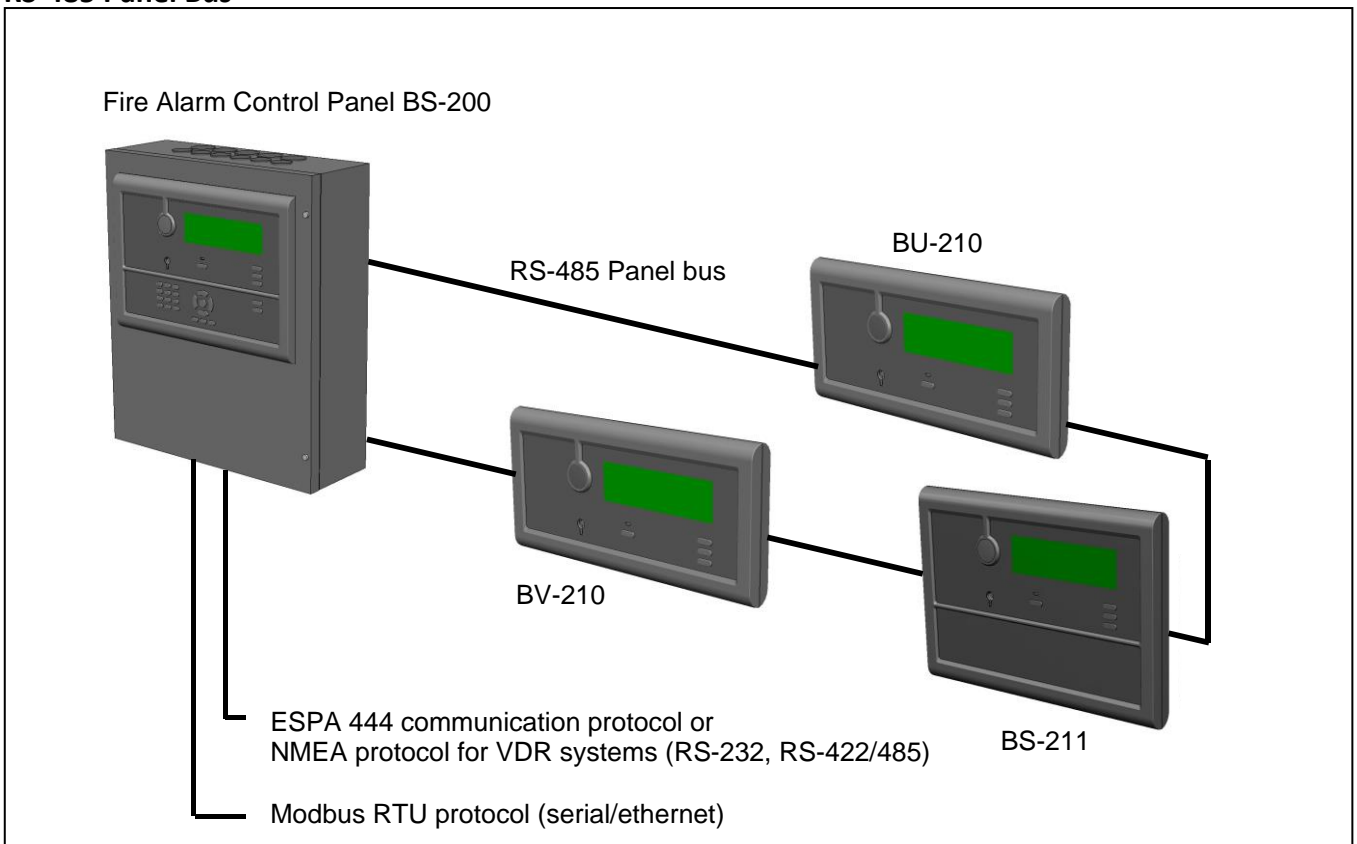 RS-485 Panel Bus
Fire Alarm Control Panel BS-200
BU-210
RS-485 Panel bus
BV-210
ESPA 444 communication protocol or
NMEA protocol for VDR systems (RS-232, RS-422/485)
BS-211
Modbus RTU protocol (serial/ethernet)